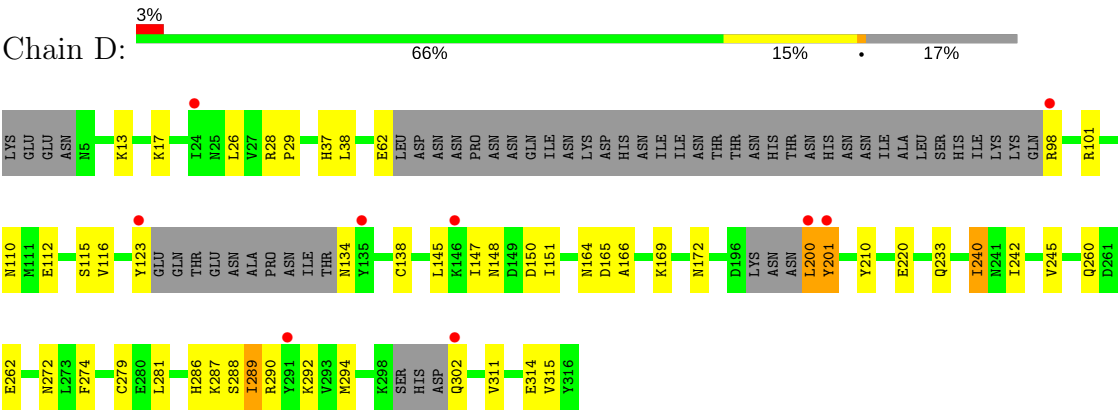 3%
Chain D:
66% 15% • 17%
LYS GLU GLU ASN N5 K13 K17 I24 N25 L26 V27 R28 P29 H37 L38 E62 LEU ASP ASN ASN PRO ASN ASN GLN ILE ASN LYS ASP HIS ASN ILE ILE ASN THR THR ASN HIS THR ASN HIS ASN ASN ILE ALA LEU SER HIS ILE LYS LYS GLN R98 R101
N110 M111 E112 S115 V116 Y123 GLU GLN THR GLU ASN ALA PRO ASN ILE THR N134 Y135 C138 L145 K146 I147 N148 D149 D150 I151 N164 D165 A166 K169 N172 D196 LYS ASN ASN L200 Y201 Y210 E220 Q233 I240 N241 I242 V245 Q260 D261
E262 N272 L273 F274 C279 E280 L281 H286 K287 S288 I289 R290 Y291 K292 V293 M294 K298 SER HIS ASP Q302 V311 E314 V315 Y316